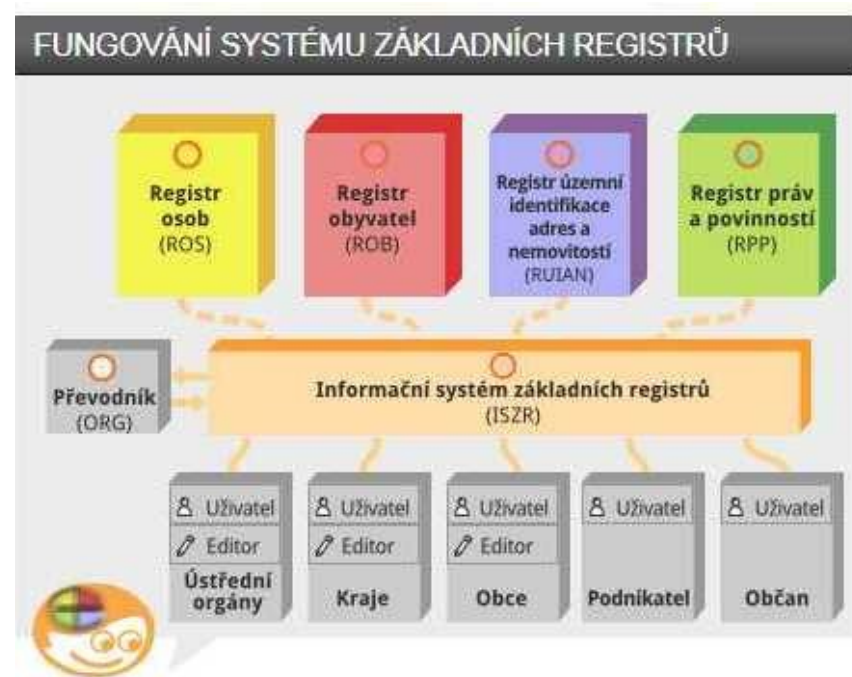 FUNGOVÁNÍ SYSTÉMU ZÁKLADNÍCH REGISTRŮ
Registr
osob
(ROS)
Registr
obyvatel
(ROB)
Registr územní
identifikace
adres a
nemovitostí
(RUIAN)
Registr práv
a povinností
(RPP)
Převodník
(ORG)
Informační systém základních registrů
(ISZR)
Uživatel
Editor
Ústřední
orgány
Uživatel
Editor
Kraje
Uživatel
Editor
Obce
Uživatel
Podnikatel
Uživatel
Občan